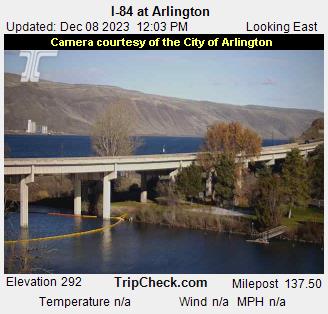 I-84 at Arlington
Updated: Dec 08 2023 12:03 PM Looking East
Camera courtesy of the City of Arlington
Elevation 292 TripCheck.com Milepost 137.50
Temperature n/a Wind n/a MPH n/a